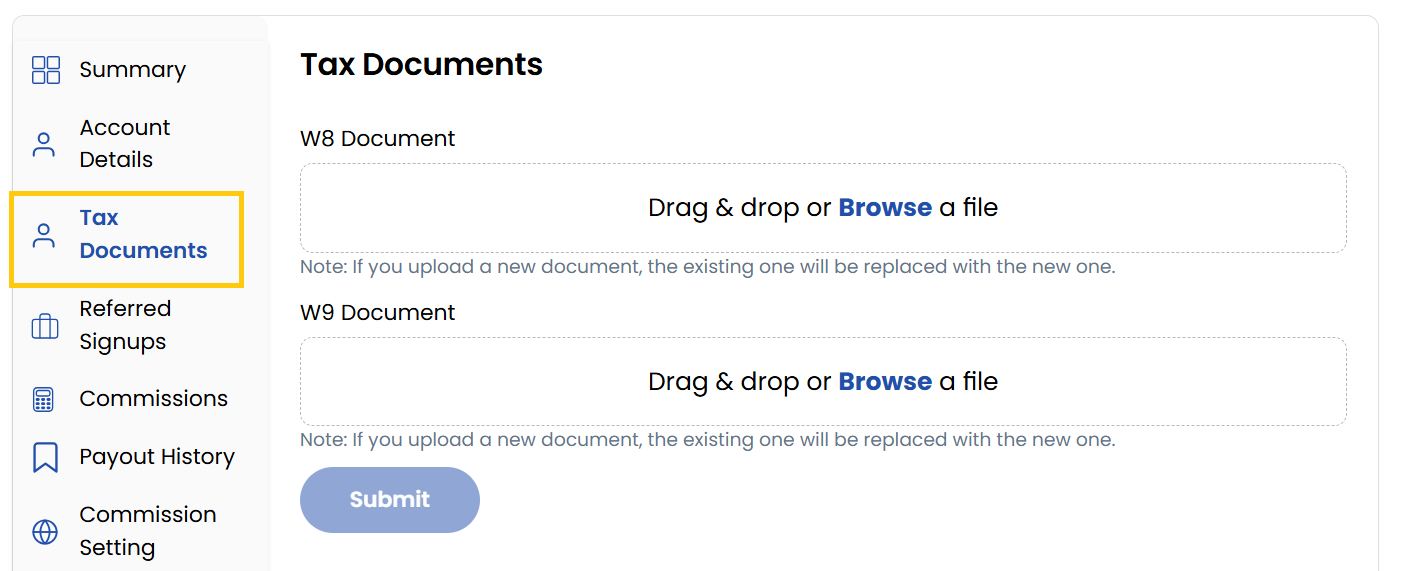 Summary
Account
Details
Tax
Documents
Referred
Signups
Commissions
Payout History
Commission
Setting
Tax Documents
W8 Document
Drag & drop or Browse a file
Note: If you upload a new document, the existing one will be replaced with the new one.
W9 Document
Drag & drop or Browse a file
Note: If you upload a new document, the existing one will be replaced with the new one.
Submit